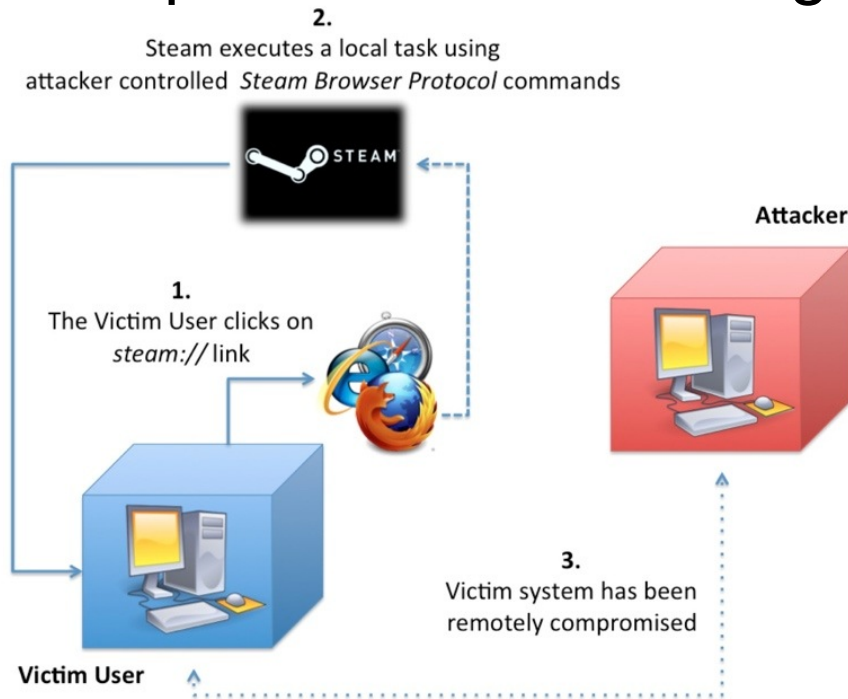 2.
Steam executes a local task using
attacker controlled Steam Browser Protocol commands
STEAM
Attacker
1.
The Victim User clicks on
steam:// link
3.
Victim system has been
remotely compromised
Victim User